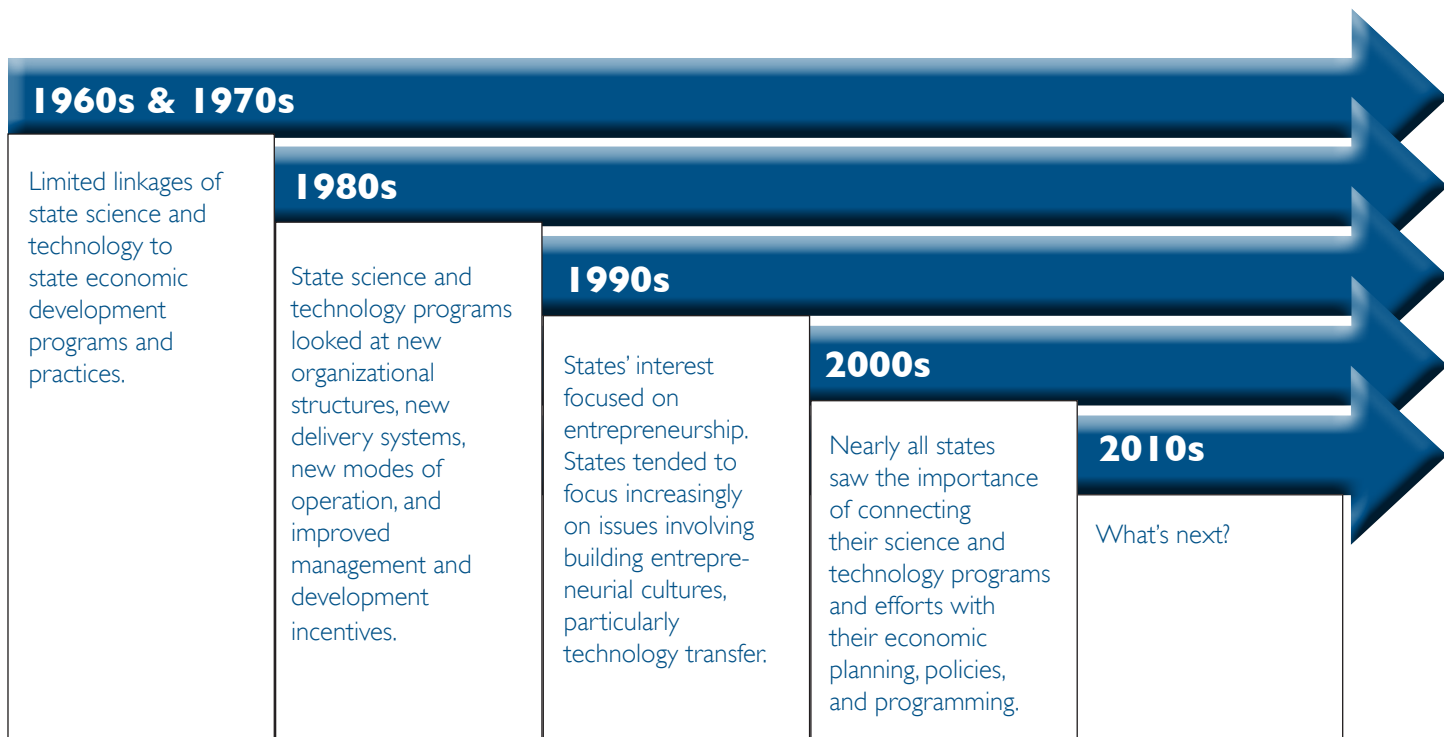 1960s & 1970s
Limited linkages of
state science and
technology to
state economic
development
programs and
practices.
1980s
State science and
technology programs
looked at new
organizational
structures, new
delivery systems,
new modes of
operation, and
improved
management and
development
incentives.
1990s
States' interest
focused on
entrepreneurship.
States tended to
focus increasingly
on issues involving
building entrepre-
neurial cultures,
particularly
technology transfer.
2000s
Nearly all states
saw the importance
of connecting
their science and
technology programs
and efforts with
their economic
planning, policies,
and programming.
2010s
What's next?